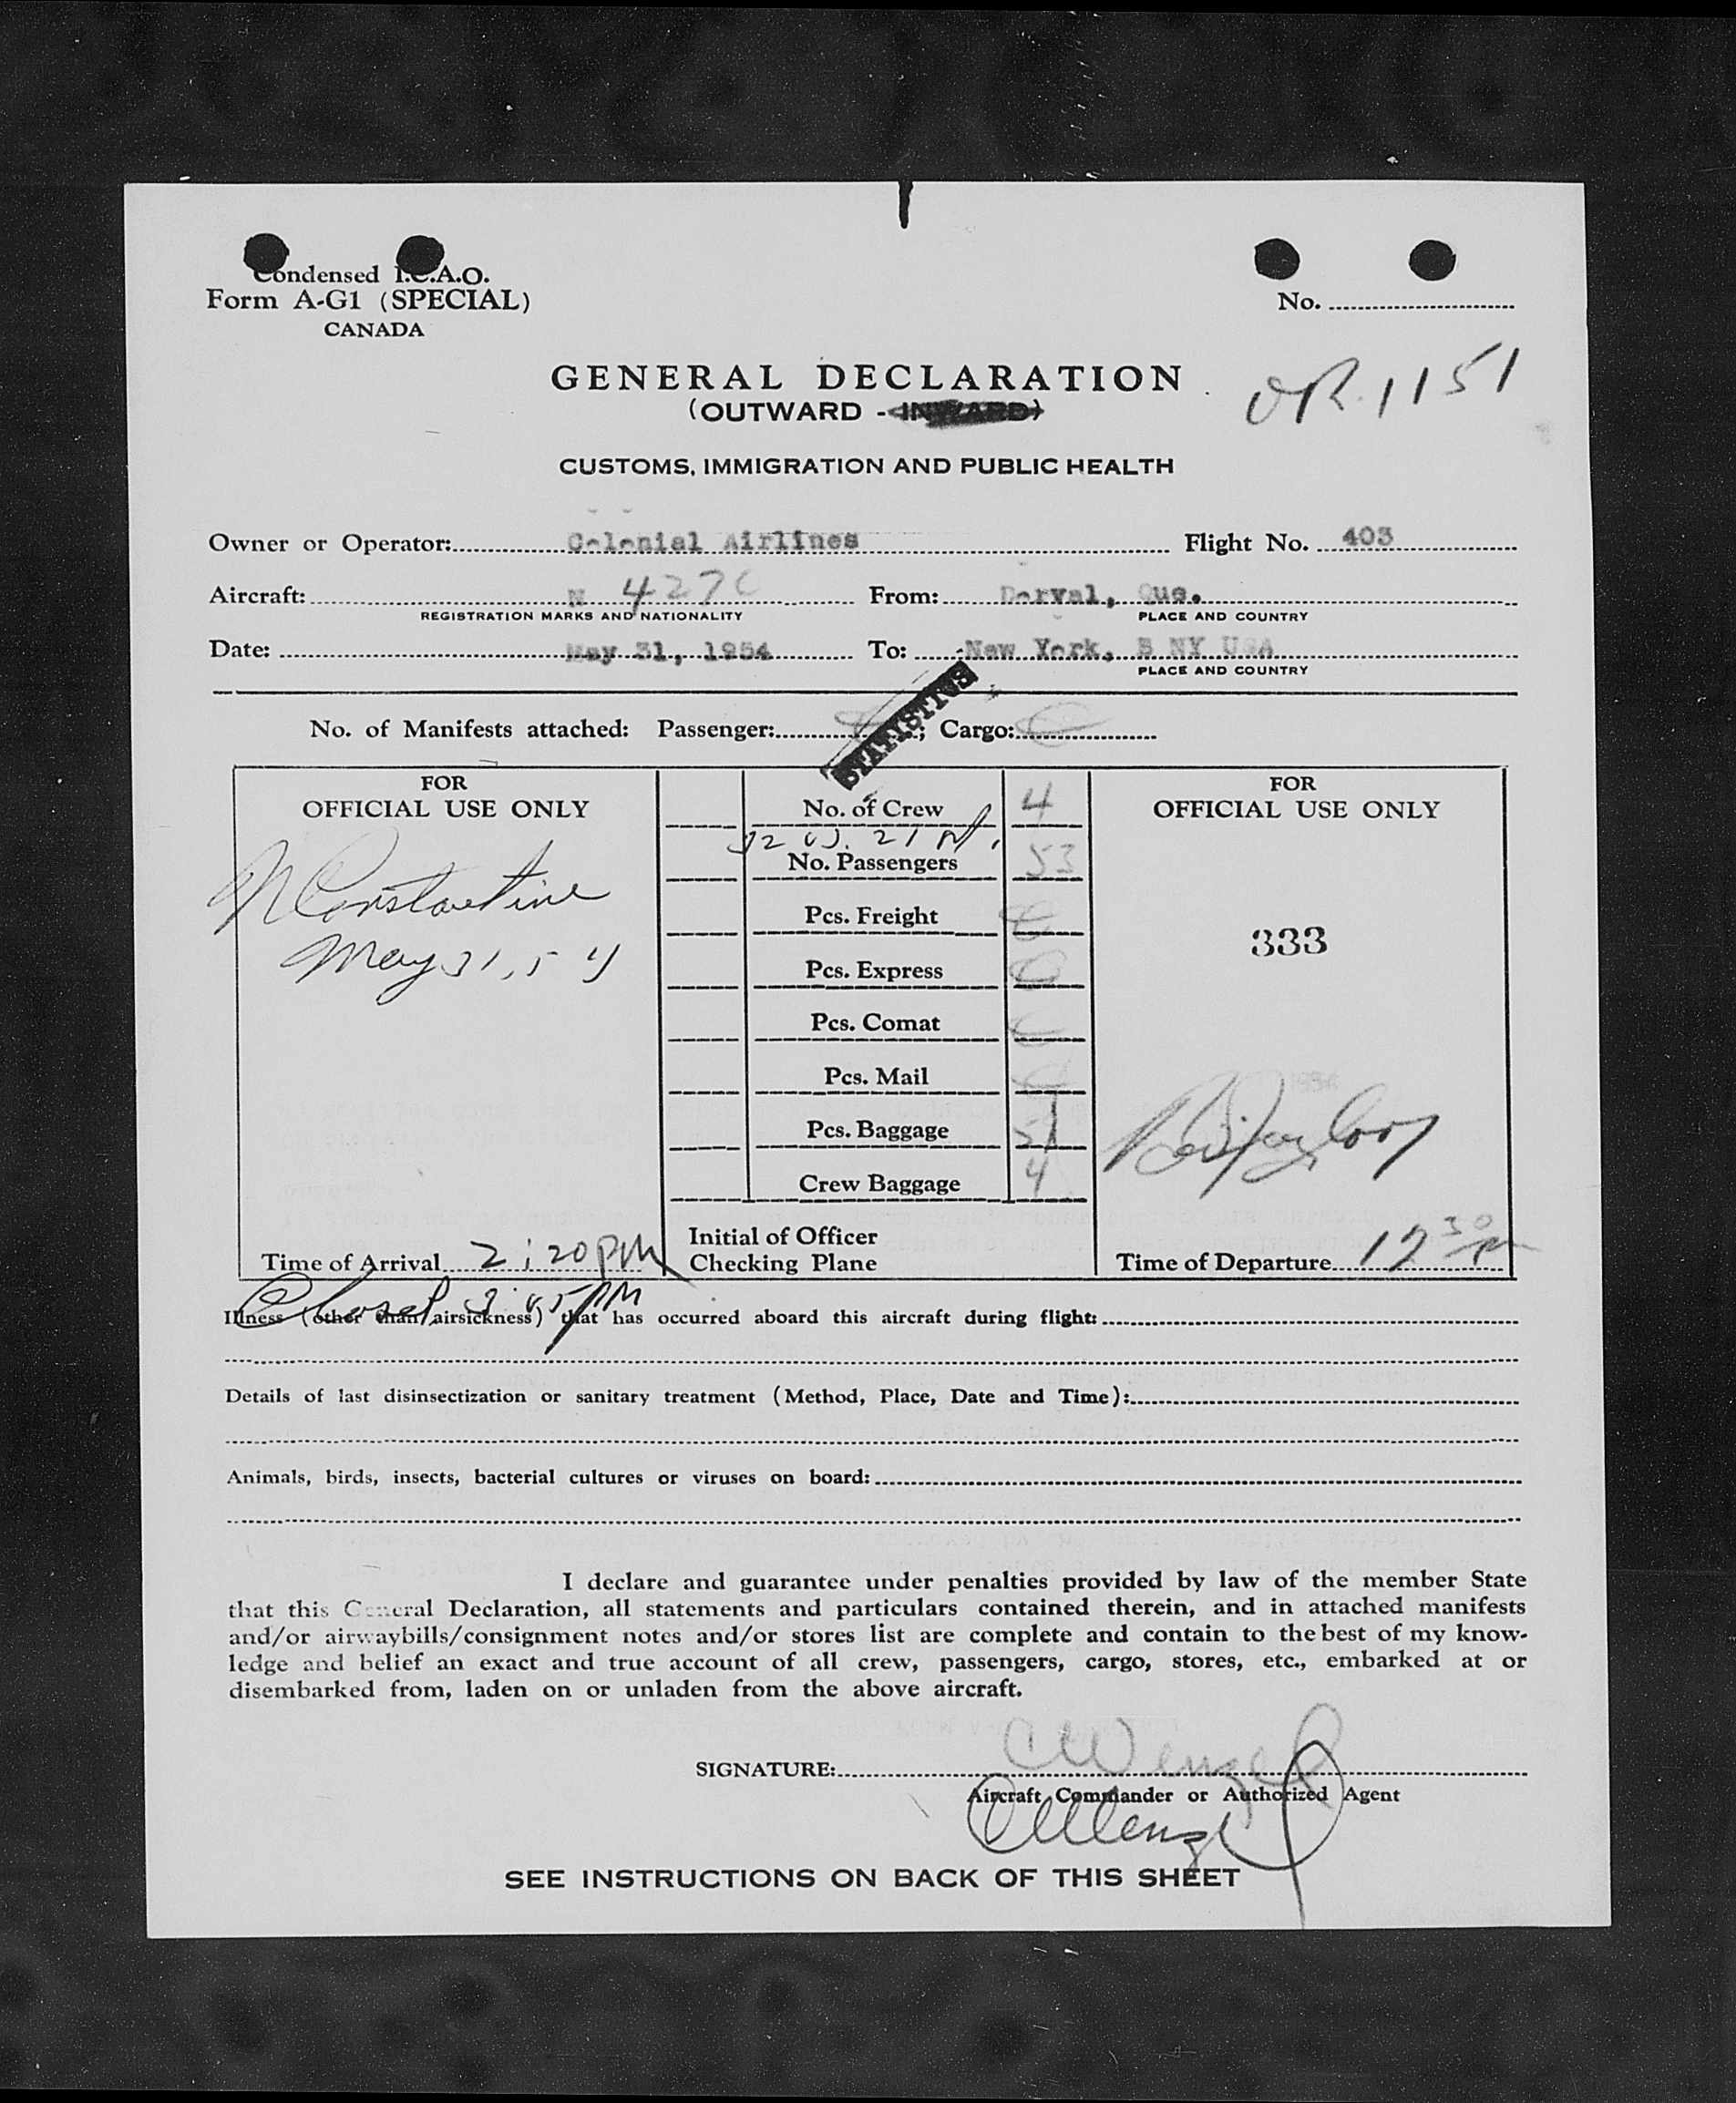 Condensed I.C.A.O.
Form A-G1 (SPECIAL)
CANADA
No.
OR. 1151
GENERAL DECLARATION
(OUTWARD - INWARD)
CUSTOMS, IMMIGRATION AND PUBLIC HEALTH
Owner or Operator: Colonial Airlines Flight No. 403
Aircraft: N 427C From: Dorval, Que.
REGISTRATION MARKS AND NATIONALITY PLACE AND COUNTRY
Date: May 31, 1954 To: New York, B NY USA
PLACE AND COUNTRY
STATISTICS
No. of Manifests attached: Passenger: ; Cargo:
FOR
OFFICIAL USE ONLY
N Constantine
May 31, 54
Time of Arrival 2:20 PM
No. of Crew 4
32 US. 21
No. Passengers 53
Pcs. Freight
Pcs. Express
Pcs. Comat
Pcs. Mail
Pcs. Baggage 51
Crew Baggage 4
Initial of Officer
Checking Plane
FOR
OFFICIAL USE ONLY
333
Time of Departure 12 30
Closed PM
Illness (other than airsickness) that has occurred aboard this aircraft during flight:
Details of last disinsectization or sanitary treatment (Method, Place, Date and Time):
Animals, birds, insects, bacterial cultures or viruses on board:
I declare and guarantee under penalties provided by law of the member State
that this General Declaration, all statements and particulars contained therein, and in attached manifests
and/or airwaybills/consignment notes and/or stores list are complete and contain to the best of my know-
ledge and belief an exact and true account of all crew, passengers, cargo, stores, etc., embarked at or
disembarked from, laden on or unladen from the above aircraft.
SIGNATURE: C Wenzel
Aircraft Commander or Authorized Agent
C Wenzel
SEE INSTRUCTIONS ON BACK OF THIS SHEET